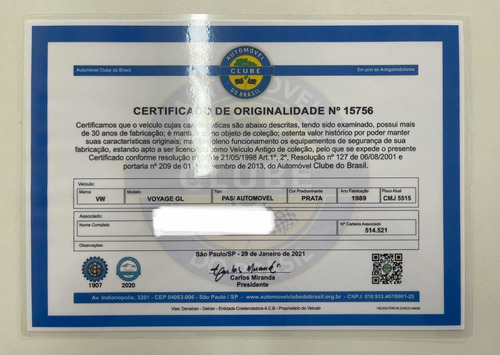 Automóvel Clube do Brasil
Em prol do Antigomobilismo
AUTOMÓVEL
CLUBE
DO BRASIL
CERTIFICADO DE ORIGINALIDADE Nº 15756
Certificamos que o veículo cujas características são abaixo descritas, tendo sido examinado, possui mais
de 30 anos de fabricação; é mantido como objeto de coleção; ostenta valor histórico por poder manter
suas características originais; mantém pleno funcionamento os equipamentos de segurança de sua
fabricação, estando apto a ser licenciado como Veículo Antigo de coleção, pelo que se expede o presente
Certificado conforme resolução nº 56 de 21/05/1998 Art.1º, 2º, Resolução nº 127 de 06/08/2001 e
portaria nº 209 de 01 de novembro de 2013, do Automóvel Clube do Brasil.
Veículo:
Marca Modelo Tipo Cor Predominante Ano Fabricação Placa Atual
VW VOYAGE GL PAS/ AUTOMOVEL PRATA 1989 CMJ 5515
Associado:
Nome Completo Nº Carteira Associado
514.521
Observações:
São Paulo/SP - 29 de Janeiro de 2021
Carlos Miranda
Presidente
1907
2020
Av. Indianópolis, 3201 - CEP 04063-006 - São Paulo / SP - www.automovelclubedobrasil.org.br - CNPJ:
Vias: Denatran - Detran - Entidade Credenciadora A.C.B - Proprietário do Veículo